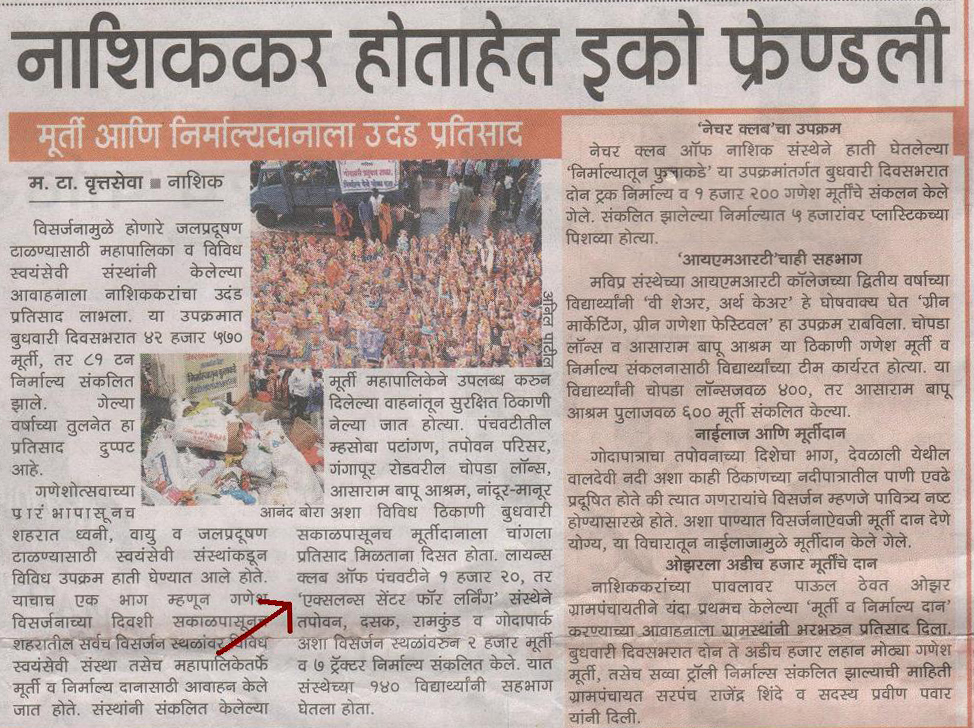 नाशिककर होताहेत इको फ्रेण्डली
मूर्ती आणि निर्माल्यदानाला उदंड प्रतिसाद
म. टा. वृत्तसेवा ■ नाशिक
विसर्जनामुळे होणारे जलप्रदूषण
टाळण्यासाठी महापालिका व विविध
स्वयंसेवी संस्थांनी केलेल्या
आवाहनाला नाशिककरांचा उदंड
प्रतिसाद लाभला. या उपक्रमात
बुधवारी दिवसभरात ४२ हजार ५७०
मूर्ती, तर ८१ टन
निर्माल्य संकलित
झाले. गेल्या
वर्षाच्या तुलनेत हा
प्रतिसाद दुप्पट
आहे.
गणेशोत्सवाच्या
प्रारंभापासूनच
शहरात ध्वनी, वायु व जलप्रदूषण
टाळण्यासाठी स्वयंसेवी संस्थांकडून
विविध उपक्रम हाती घेण्यात आले होते.
याचाच एक भाग म्हणून गणेश
विसर्जनाच्या दिवशी सकाळपासून
शहरातील सर्वच विसर्जन स्थळांवर विविध
स्वयंसेवी संस्था तसेच महापालिकेतर्फे
मूर्ती व निर्माल्य दानासाठी आवाहन केले
जात होते. संस्थांनी संकलित केलेल्या
अनिल पाटील
आनंद बोरा
मूर्ती महापालिकेने उपलब्ध करुन
दिलेल्या वाहनांतून सुरक्षित ठिकाणी
नेल्या जात होत्या. पंचवटीतील
म्हसोबा पटांगण, तपोवन परिसर,
गंगापूर रोडवरील चोपडा लॉन्स,
आसाराम बापू आश्रम, नांदूर-मानूर
अशा विविध ठिकाणी बुधवारी
सकाळपासूनच मूर्तीदानाला चांगला
प्रतिसाद मिळताना दिसत होता. लायन्स
क्लब ऑफ पंचवटीने १ हजार २०, तर
'एक्सलन्स सेंटर फॉर लर्निंग' संस्थेने
तपोवन, दसक, रामकुंड व गोदापार्क
अशा विसर्जन स्थळांवरुन २ हजार मूर्ती
व ७ ट्रॅक्टर निर्माल्य संकलित केले. यात
संस्थेच्या १४० विद्यार्थ्यांनी सहभाग
घेतला होता.
'नेचर क्लब'चा उपक्रम
नेचर क्लब ऑफ नाशिक संस्थेने हाती घेतलेल्या
'निर्माल्यातून फुलाकडे' या उपक्रमांतर्गत बुधवारी दिवसभरात
दोन ट्रक निर्माल्य व १ हजार २०० गणेश मूर्तींचे संकलन केले
गेले. संकलित झालेल्या निर्माल्यात ५ हजारांवर प्लास्टिकच्या
पिशव्या होत्या.
'आयएमआरटी'चाही सहभाग
मविप्र संस्थेच्या आयएमआरटी कॉलेजच्या द्वितीय वर्षाच्या
विद्यार्थ्यांनी 'वी शेअर, अर्थ केअर' हे घोषवाक्य घेत 'ग्रीन
मार्केटिंग, ग्रीन गणेशा फेस्टिवल' हा उपक्रम राबविला. चोपडा
लॉन्स व आसाराम बापू आश्रम या ठिकाणी गणेश मूर्ती व
निर्माल्य संकलनासाठी विद्यार्थ्यांच्या टीम कार्यरत होत्या. या
विद्यार्थ्यांनी चोपडा लॉन्सजवळ ४००, तर आसाराम बापू
आश्रम पुलाजवळ ६०० मूर्ती संकलित केल्या.
नाईलाज आणि मूर्तीदान
गोदापात्राचा तपोवनाच्या दिशेचा भाग, देवळाली येथील
वालदेवी नदी अशा काही ठिकाणच्या नदीपात्रातील पाणी एवढे
प्रदूषित होते की त्यात गणरायांचे विसर्जन म्हणजे पावित्र्य नष्ट
होण्यासारखे होते. अशा पाण्यात विसर्जनाऐवजी मूर्ती दान देणे
योग्य, या विचारातून नाईलाजामुळे मूर्तीदान केले गेले.
ओझरला अडीच हजार मूर्तींचे दान
नाशिककरांच्या पावलावर पाऊल ठेवत ओझर
ग्रामपंचायतीने यंदा प्रथमच केलेल्या 'मूर्ती व निर्माल्य दान'
करण्याच्या आवाहनाला ग्रामस्थांनी भरभरुन प्रतिसाद दिला.
बुधवारी दिवसभरात दोन ते अडीच हजार लहान मोठ्या गणेश
मूर्ती, तसेच सव्वा ट्रॉली निर्माल्य संकलित झाल्याची माहिती
ग्रामपंचायत सरपंच राजेंद्र शिंदे व सदस्य प्रवीण पवार
यांनी दिली.